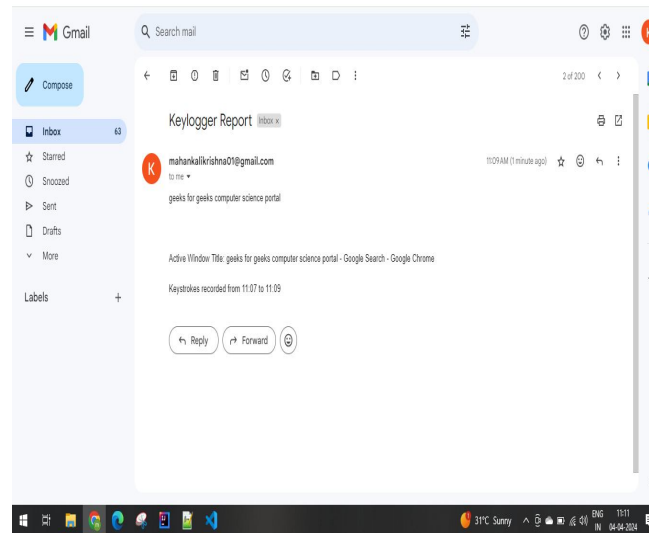 Gmail
Search mail
Compose
2 of 200
Inbox 63
Starred
Snoozed
Sent
Drafts
More
Labels
Keylogger Report Inbox x
K
mahankalikrishna01@gmail.com
11:09 AM (1 minute ago)
to me
geeks for geeks computer science portal
Active Window Title: geeks for geeks computer science portal - Google Search - Google Chrome
Keystrokes recorded from 11:07 to 11:09
Reply Forward
31°C Sunny
ENG 11:11
IN 04-04-2024